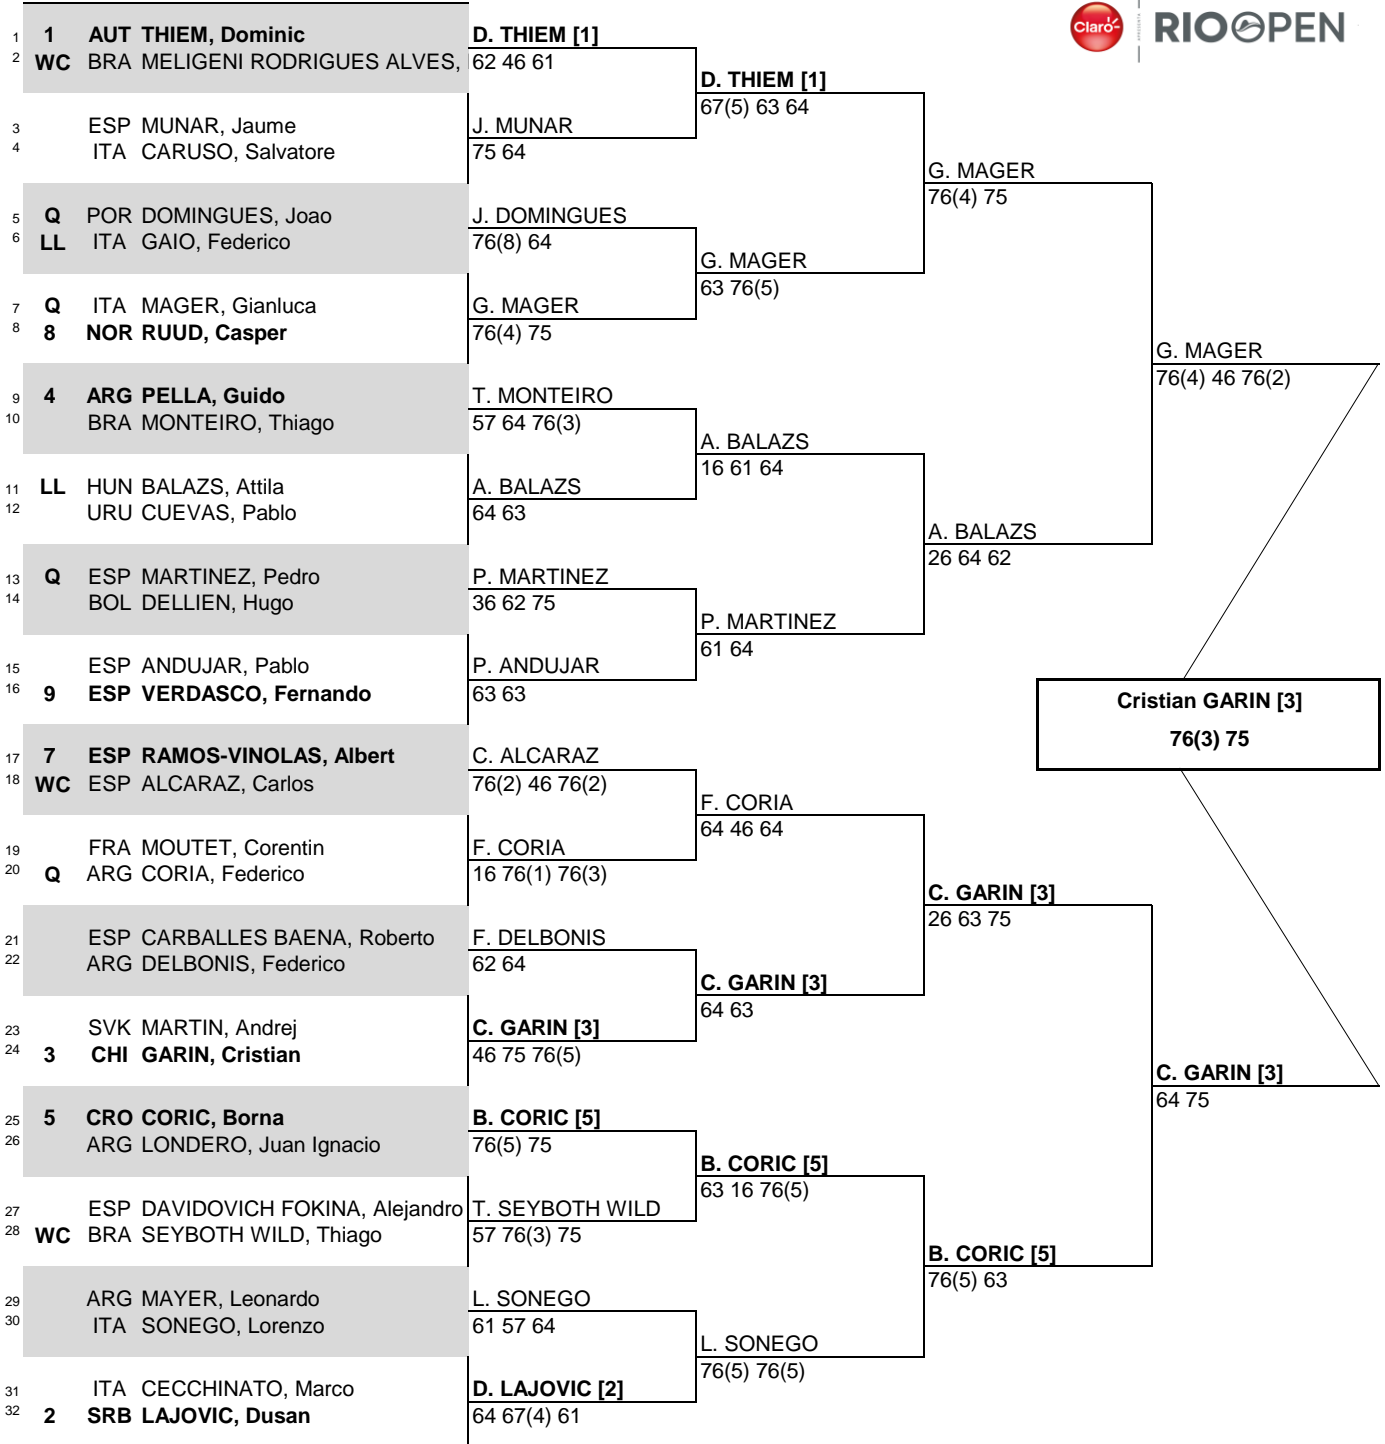 Claro
APRESENTA
RIO OPEN
1 1 AUT THIEM, Dominic
2 WC BRA MELIGENI RODRIGUES ALVES,
3 ESP MUNAR, Jaume
4 ITA CARUSO, Salvatore
5 Q POR DOMINGUES, Joao
6 LL ITA GAIO, Federico
7 Q ITA MAGER, Gianluca
8 8 NOR RUUD, Casper
9 4 ARG PELLA, Guido
10 BRA MONTEIRO, Thiago
11 LL HUN BALAZS, Attila
12 URU CUEVAS, Pablo
13 Q ESP MARTINEZ, Pedro
14 BOL DELLIEN, Hugo
15 ESP ANDUJAR, Pablo
16 9 ESP VERDASCO, Fernando
17 7 ESP RAMOS-VINOLAS, Albert
18 WC ESP ALCARAZ, Carlos
19 FRA MOUTET, Corentin
20 Q ARG CORIA, Federico
21 ESP CARBALLES BAENA, Roberto
22 ARG DELBONIS, Federico
23 SVK MARTIN, Andrej
24 3 CHI GARIN, Cristian
25 5 CRO CORIC, Borna
26 ARG LONDERO, Juan Ignacio
27 ESP DAVIDOVICH FOKINA, Alejandro
28 WC BRA SEYBOTH WILD, Thiago
29 ARG MAYER, Leonardo
30 ITA SONEGO, Lorenzo
31 ITA CECCHINATO, Marco
32 2 SRB LAJOVIC, Dusan
D. THIEM [1]
62 46 61
J. MUNAR
75 64
J. DOMINGUES
76(8) 64
G. MAGER
76(4) 75
T. MONTEIRO
57 64 76(3)
A. BALAZS
64 63
P. MARTINEZ
36 62 75
P. ANDUJAR
63 63
C. ALCARAZ
76(2) 46 76(2)
F. CORIA
16 76(1) 76(3)
F. DELBONIS
62 64
C. GARIN [3]
46 75 76(5)
B. CORIC [5]
76(5) 75
T. SEYBOTH WILD
57 76(3) 75
L. SONEGO
61 57 64
D. LAJOVIC [2]
64 67(4) 61
D. THIEM [1]
67(5) 63 64
G. MAGER
63 76(5)
A. BALAZS
16 61 64
P. MARTINEZ
61 64
F. CORIA
64 46 64
C. GARIN [3]
64 63
B. CORIC [5]
63 16 76(5)
L. SONEGO
76(5) 76(5)
G. MAGER
76(4) 75
A. BALAZS
26 64 62
C. GARIN [3]
26 63 75
B. CORIC [5]
76(5) 63
G. MAGER
76(4) 46 76(2)
C. GARIN [3]
64 75
Cristian GARIN [3]
76(3) 75